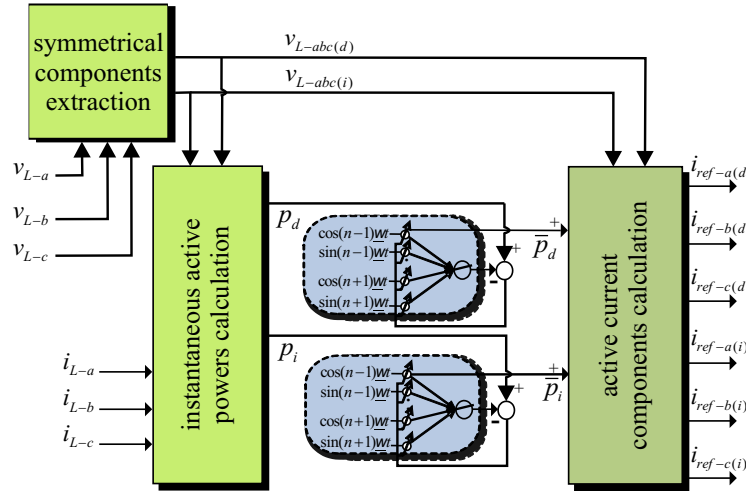 symmetrical
components
extraction
v_{L-abc(d)}
v_{L-abc(i)}
v_{L-a}
v_{L-b}
v_{L-c}
instantaneous active
powers calculation
i_{L-a}
i_{L-b}
i_{L-c}
p_d
cos(n−1)wt
sin(n−1)wt
cos(n+1)wt
sin(n+1)wt
+
-
+
p̅_d
p_i
cos(n−1)wt
sin(n−1)wt
cos(n+1)wt
sin(n+1)wt
+
-
+
p̅_i
active current
components calculation
i_{ref-a(d}
i_{ref-b(d}
i_{ref-c(d}
i_{ref-a(i)}
i_{ref-b(i)}
i_{ref-c(i)}